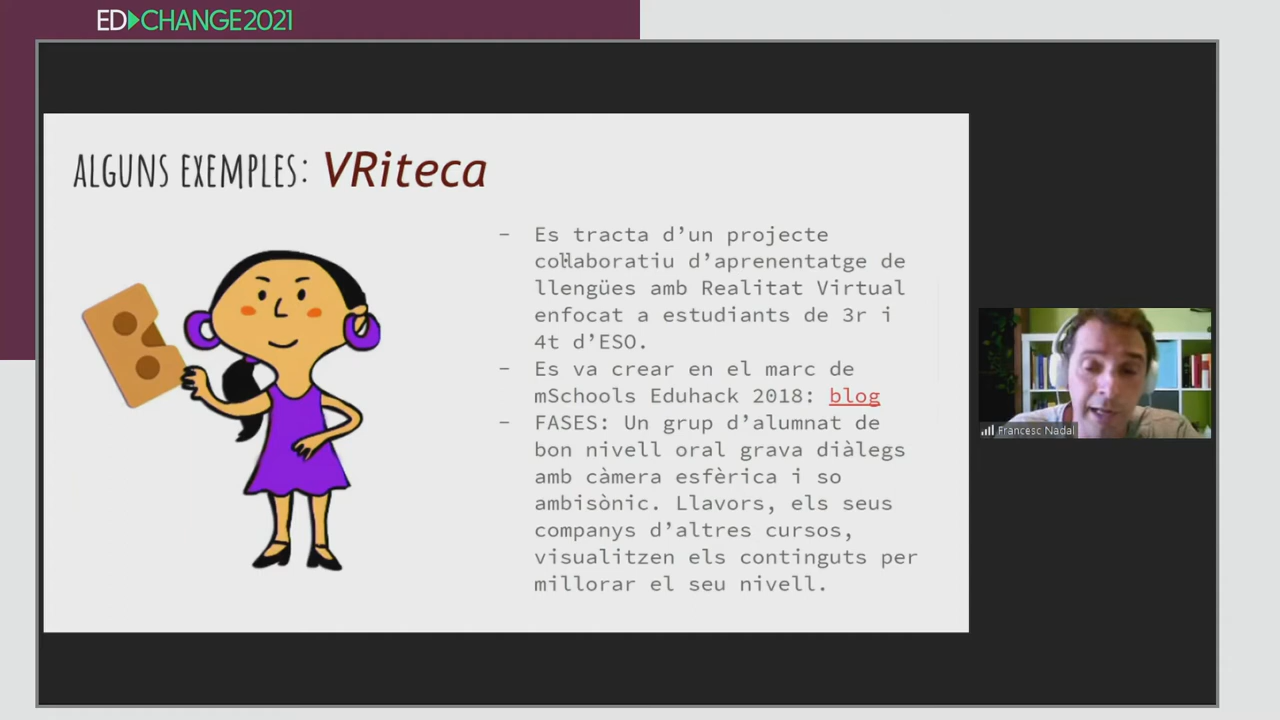 ED▶CHANGE2021
ALGUNS EXEMPLES: VRiteca
- Es tracta d’un projecte
col·laboratiu d’aprenentatge de
llengües amb Realitat Virtual
enfocat a estudiants de 3r i
4t d’ESO.
- Es va crear en el marc de
mSchools Eduhack 2018: blog
- FASES: Un grup d’alumnat de
bon nivell oral grava diàlegs
amb càmera esfèrica i so
ambisònic. Llavors, els seus
companys d’altres cursos,
visualitzen els continguts per
millorar el seu nivell.
Francesc Nadal